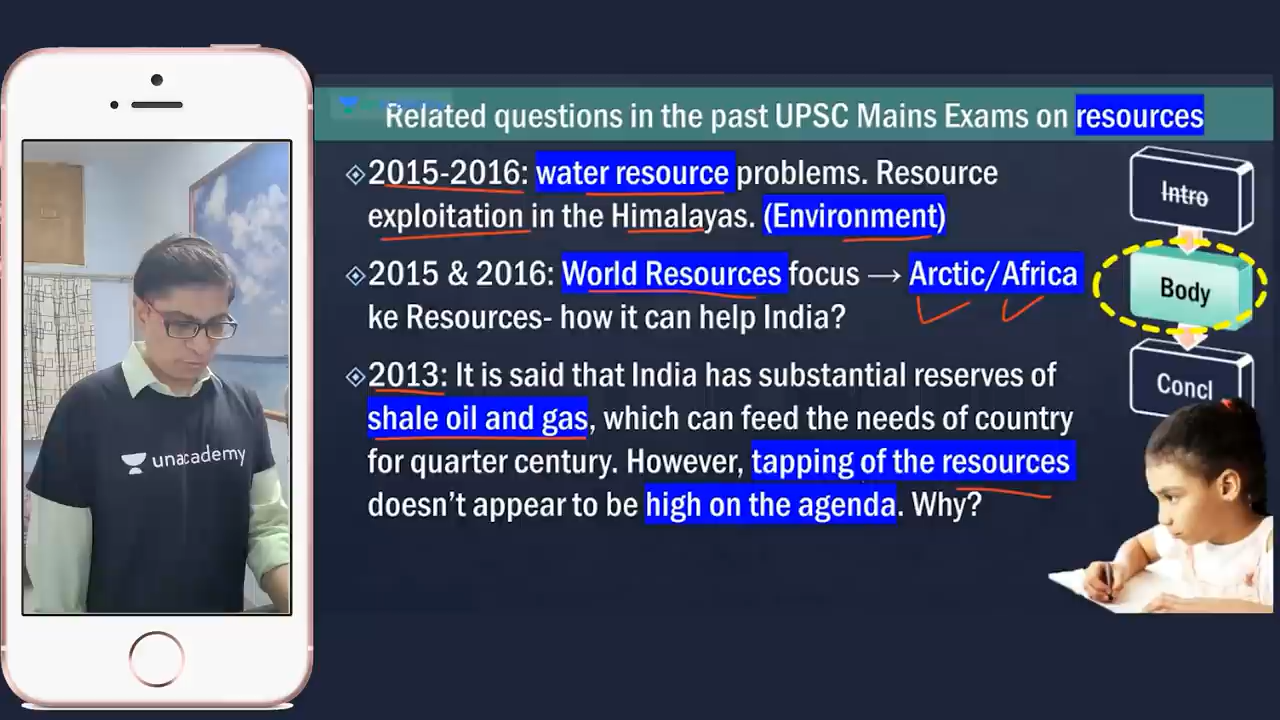 Related questions in the past UPSC Mains Exams on resources
2015-2016: water resource problems. Resource
exploitation in the Himalayas. (Environment)
2015 & 2016: World Resources focus → Arctic/Africa
ke Resources- how it can help India?
2013: It is said that India has substantial reserves of
shale oil and gas, which can feed the needs of country
for quarter century. However, tapping of the resources
doesn't appear to be high on the agenda. Why?
Intro
Body
Concl
unacademy